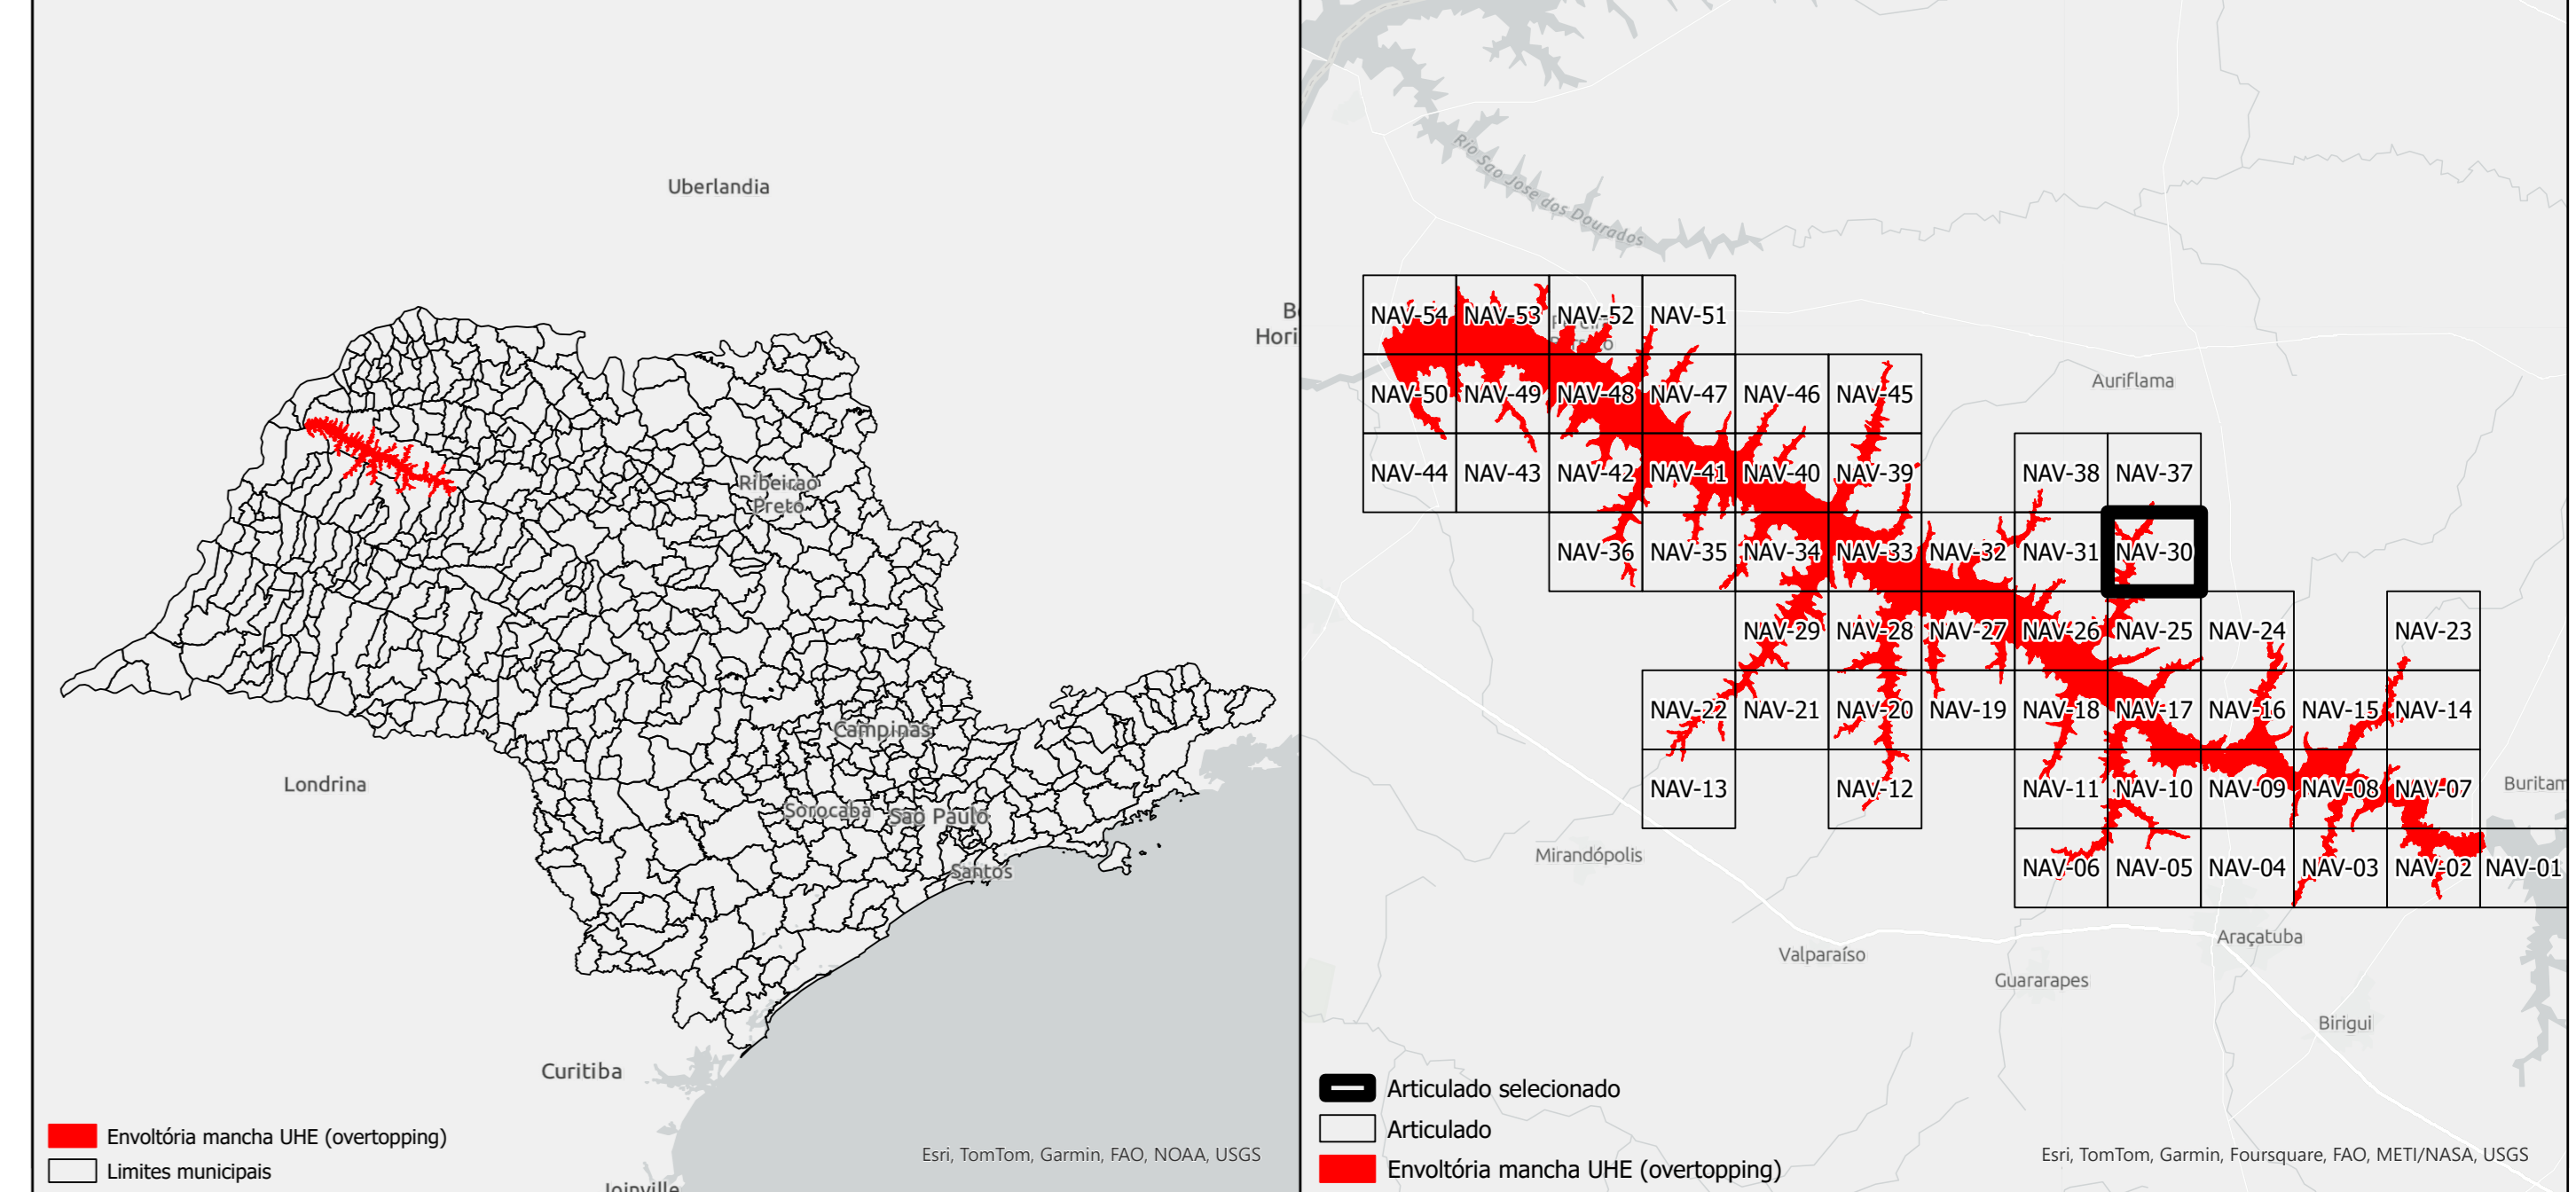 Uberlandia
Ribeirao
Preto
Campinas
Londrina
Sorocaba
Sao Paulo
Santos
Curitiba
Envoltória mancha UHE (overtopping)
Limites municipais
Esri, TomTom, Garmin, FAO, NOAA, USGS
Joinville
Hori
Rio Sao Jose dos Dourados
NAV-54 NAV-53 NAV-52 NAV-51
NAV-50 NAV-49 NAV-48 NAV-47 NAV-46 NAV-45
Auriflama
NAV-44 NAV-43 NAV-42 NAV-41 NAV-40 NAV-39 NAV-38 NAV-37
NAV-36 NAV-35 NAV-34 NAV-33 NAV-32 NAV-31 NAV-30
NAV-29 NAV-28 NAV-27 NAV-26 NAV-25 NAV-24 NAV-23
NAV-22 NAV-21 NAV-20 NAV-19 NAV-18 NAV-17 NAV-16 NAV-15 NAV-14
NAV-13 NAV-12 NAV-11 NAV-10 NAV-09 NAV-08 NAV-07
Buritam
Mirandópolis
NAV-06 NAV-05 NAV-04 NAV-03 NAV-02 NAV-01
Araçatuba
Valparaíso
Guararapes
Birigui
Articulado selecionado
Articulado
Envoltória mancha UHE (overtopping)
Esri, TomTom, Garmin, Foursquare, FAO, METI/NASA, USGS